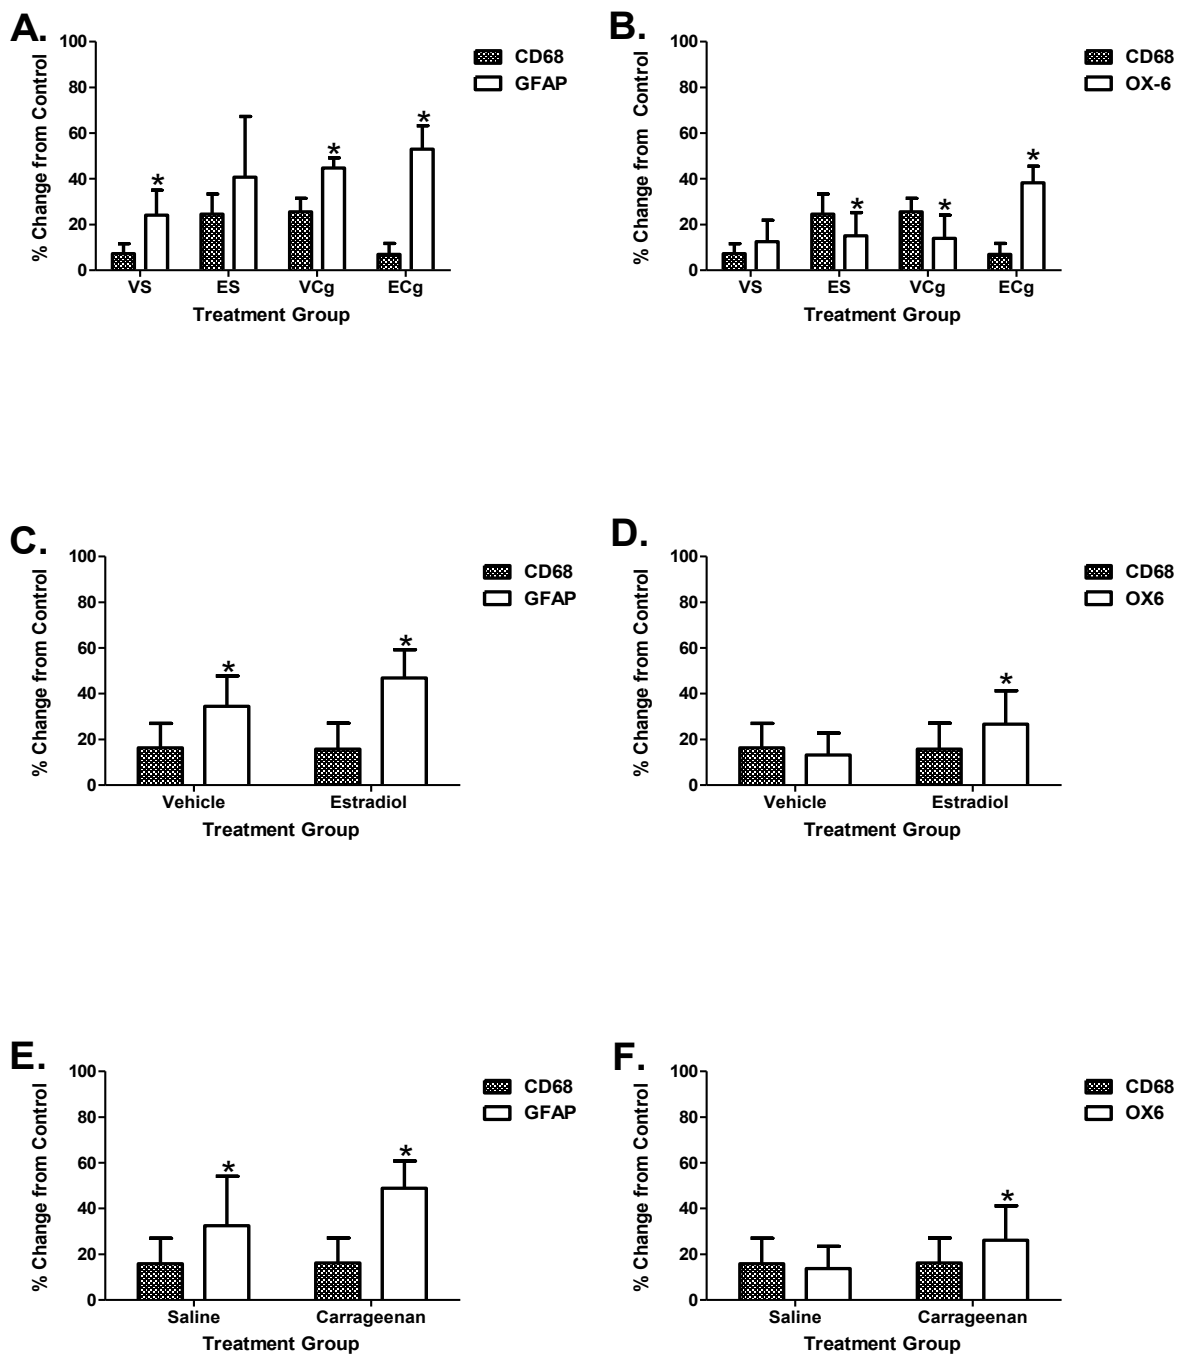 A.
% Change from Control
100
80
60
40
20
0
* * *
VS ES VCg ECg
Treatment Group
CD68
GFAP
B.
% Change from Control
100
80
60
40
20
0
* * *
VS ES VCg ECg
Treatment Group
CD68
OX-6
C.
% Change from Control
100
80
60
40
20
0
* *
Vehicle Estradiol
Treatment Group
CD68
GFAP
D.
% Change from Control
100
80
60
40
20
0
*
Vehicle Estradiol
Treatment Group
CD68
OX6
E.
% Change from Control
100
80
60
40
20
0
* *
Saline Carrageenan
Treatment Group
CD68
GFAP
F.
% Change from Control
100
80
60
40
20
0
*
Saline Carrageenan
Treatment Group
CD68
OX6